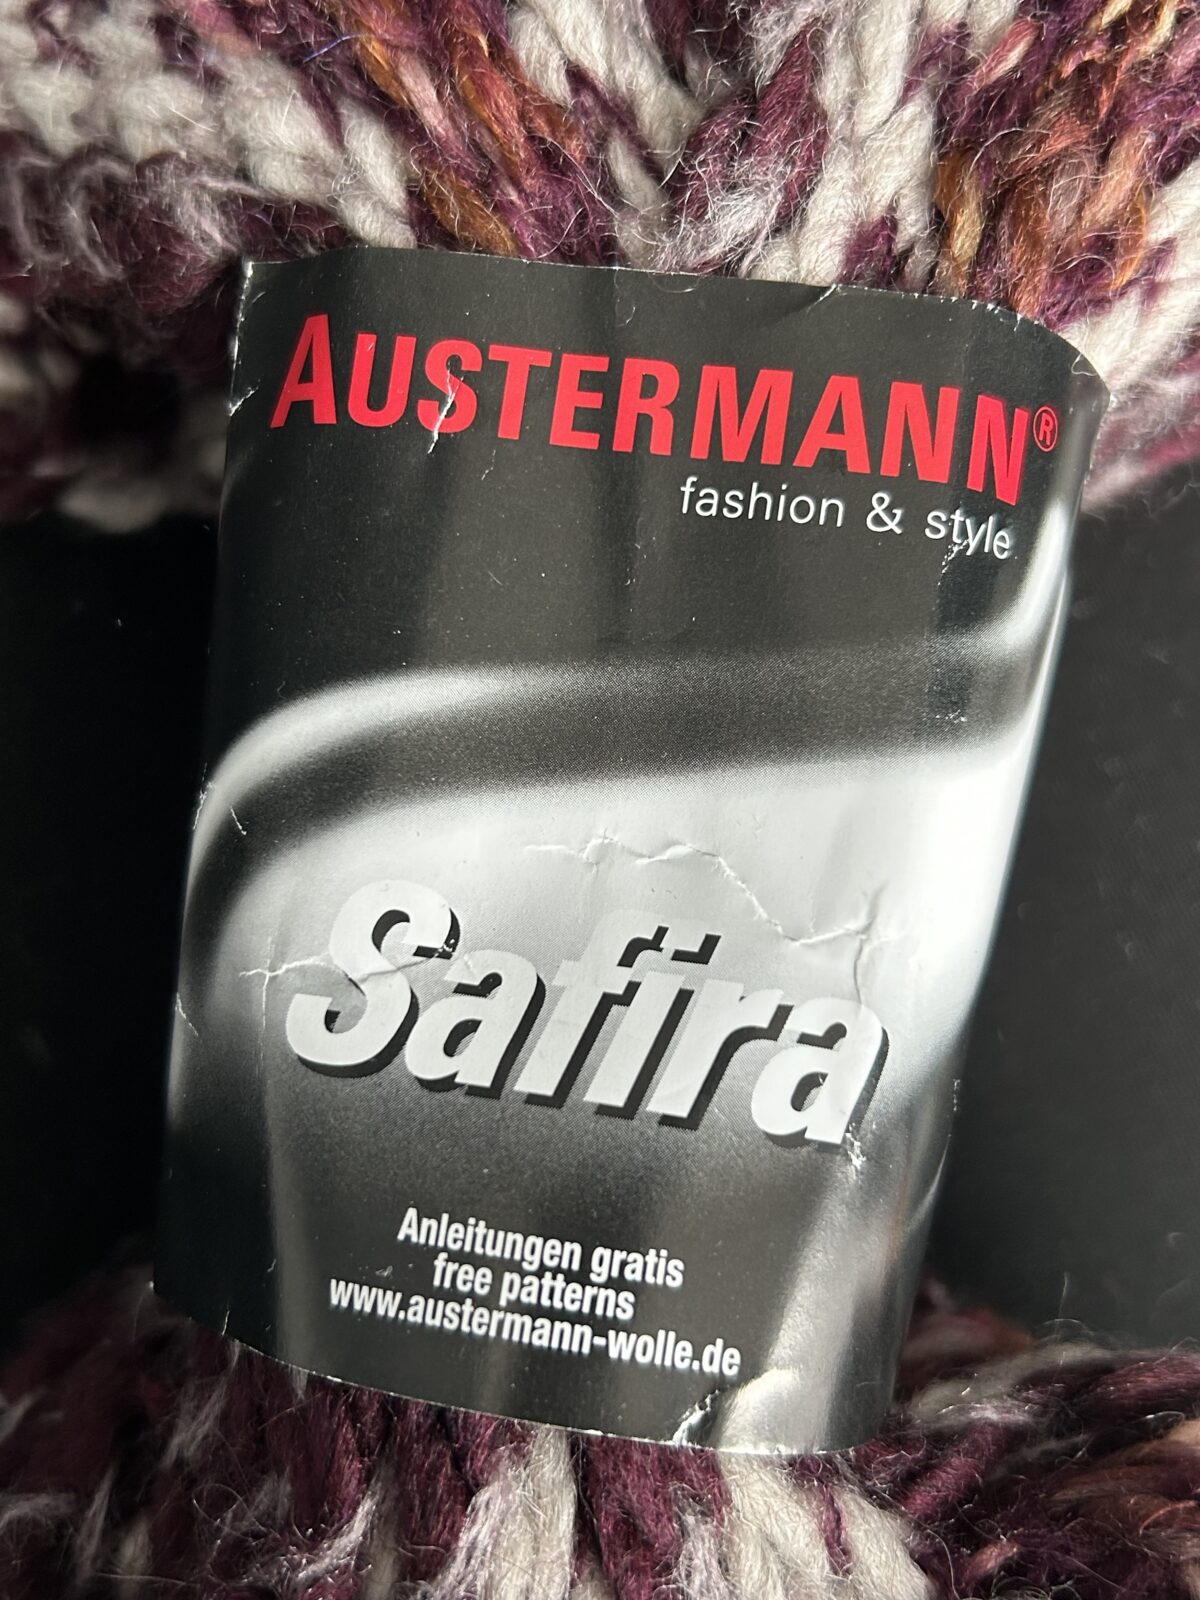 AUSTERMANN®
fashion & style
Safira
Anleitungen gratis
free patterns
www.austermann-wolle.de